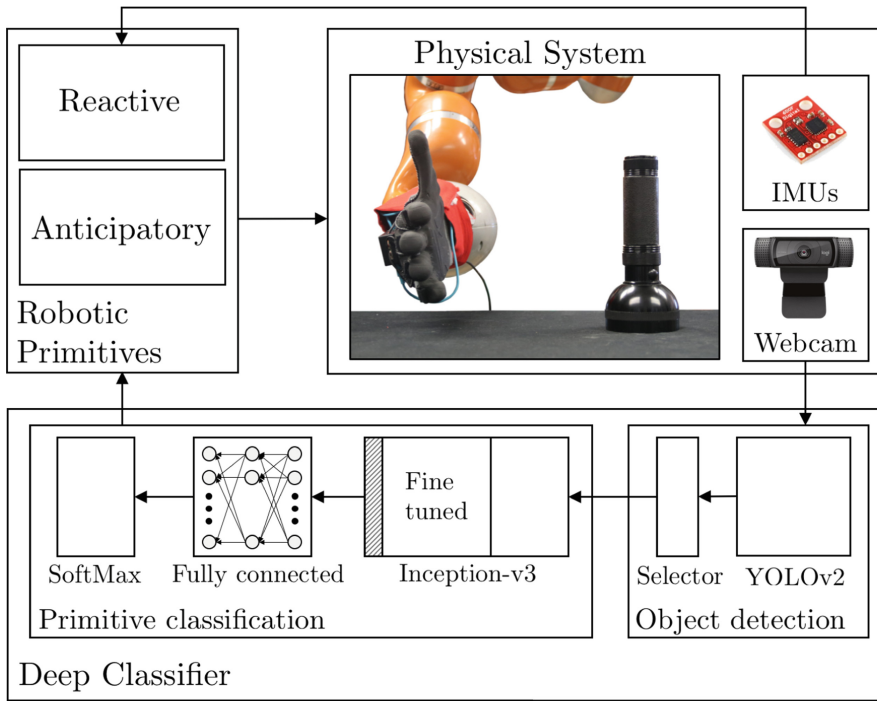 Reactive
Anticipatory
Robotic
Primitives
Physical System
IMUs
Webcam
Fine
tuned
SoftMax
Fully connected
Inception-v3
Selector
YOLOv2
Primitive classification
Object detection
Deep Classifier